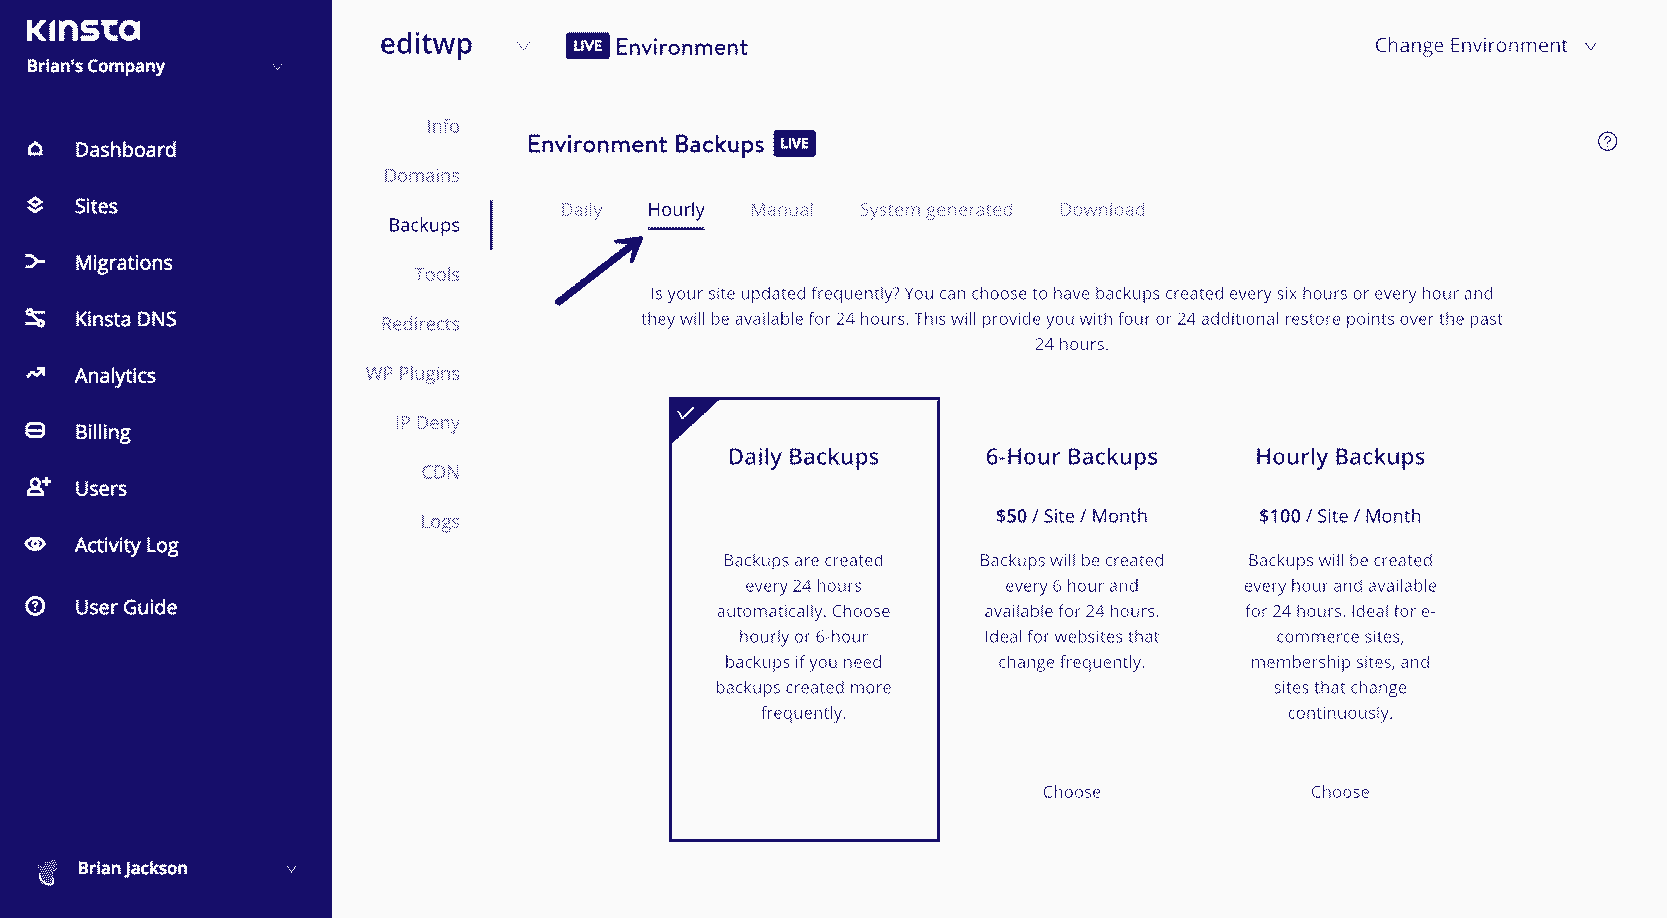 Kinsta
Brian's Company
Dashboard
Sites
Migrations
Kinsta DNS
Analytics
Billing
Users
Activity Log
User Guide
Brian Jackson
editwp
LIVE Environment
Change Environment
Info
Domains
Backups
Tools
Redirects
WP Plugins
IP Deny
CDN
Logs
Environment Backups LIVE
Daily Hourly Manual System generated Download
Is your site updated frequently? You can choose to have backups created every six hours or every hour and
they will be available for 24 hours. This will provide you with four or 24 additional restore points over the past
24 hours.
Daily Backups
Backups are created
every 24 hours
automatically. Choose
hourly or 6-hour
backups if you need
backups created more
frequently.
6-Hour Backups
$50 / Site / Month
Backups will be created
every 6 hour and
available for 24 hours.
Ideal for websites that
change frequently.
Choose
Hourly Backups
$100 / Site / Month
Backups will be created
every hour and available
for 24 hours. Ideal for e-
commerce sites,
membership sites, and
sites that change
continuously.
Choose